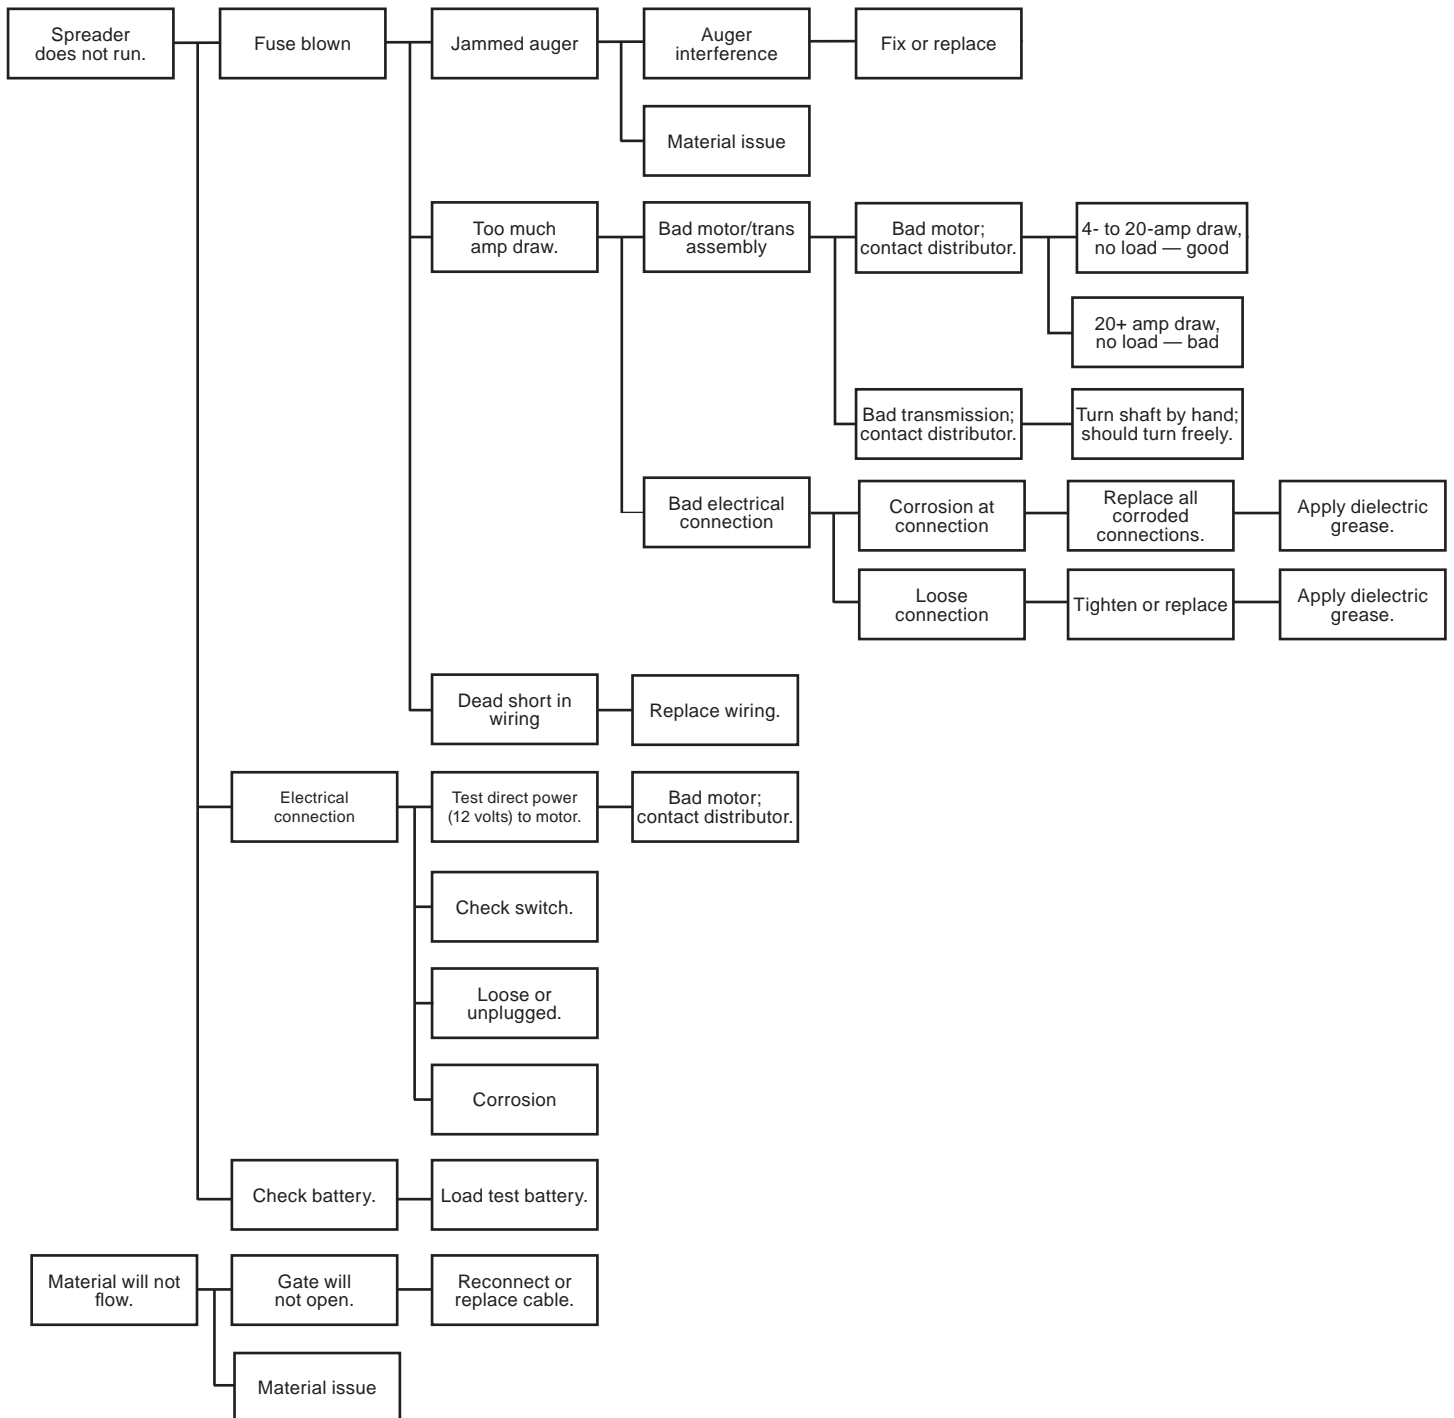 Spreader
does not run.
Fuse blown
Jammed auger
Auger
interference
Fix or replace
Material issue
Too much
amp draw.
Bad motor/trans
assembly
Bad motor;
contact distributor.
4- to 20-amp draw,
no load — good
20+ amp draw,
no load — bad
Bad transmission;
contact distributor.
Turn shaft by hand;
should turn freely.
Bad electrical
connection
Corrosion at
connection
Replace all
corroded
connections.
Apply dielectric
grease.
Loose
connection
Tighten or replace
Apply dielectric
grease.
Dead short in
wiring
Replace wiring.
Electrical
connection
Test direct power
(12 volts) to motor.
Bad motor;
contact distributor.
Check switch.
Loose or
unplugged.
Corrosion
Check battery.
Load test battery.
Material will not
flow.
Gate will
not open.
Reconnect or
replace cable.
Material issue